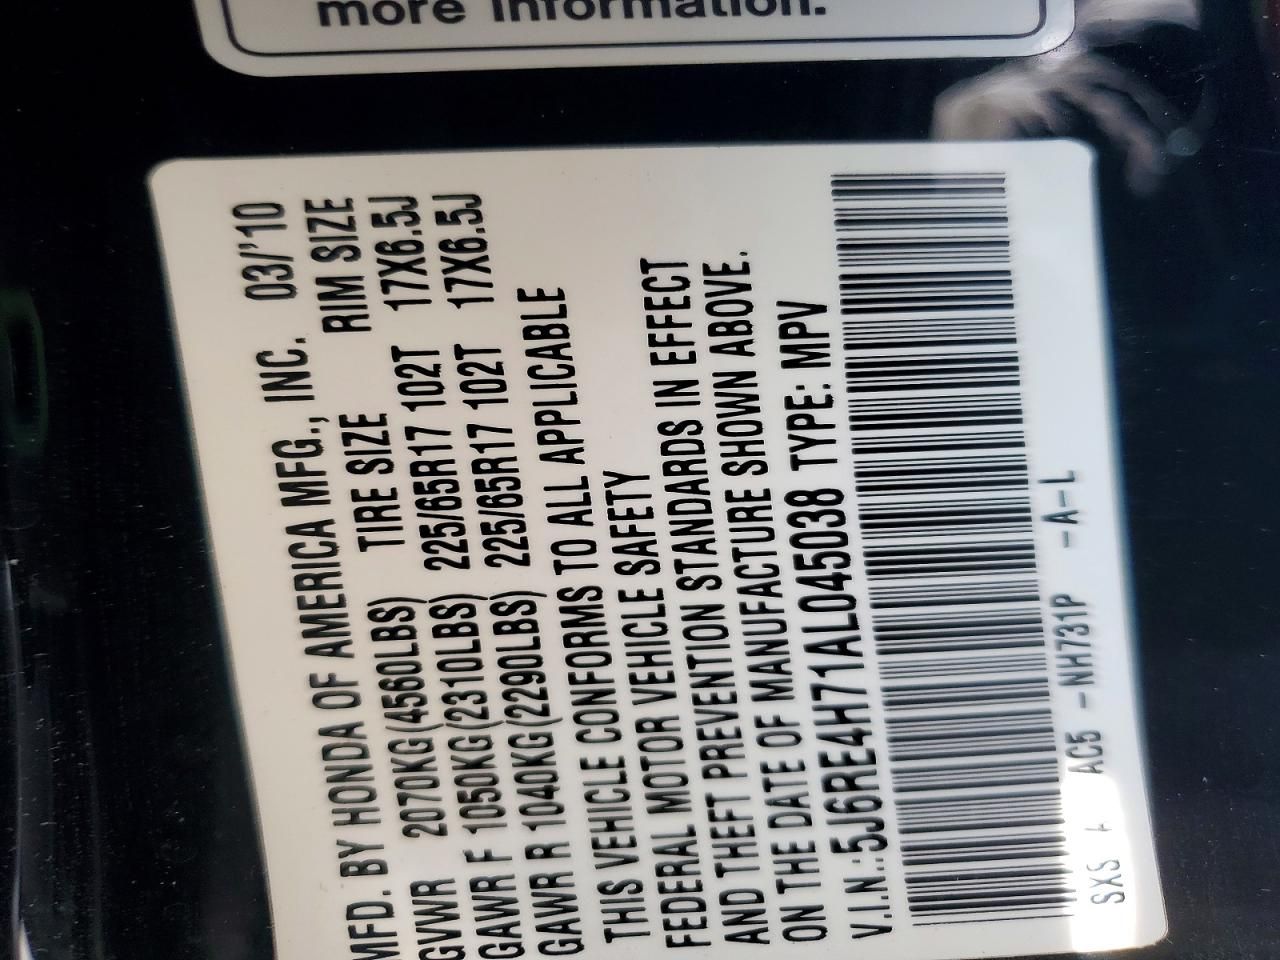 more information.
MFD. BY HONDA OF AMERICA MFG., INC. 03/'10
GVWR 2070KG(4560LBS) TIRE SIZE RIM SIZE
GAWR F 1050KG(2310LBS) 225/65R17 102T 17X6.5J
GAWR R 1040KG(2290LBS) 225/65R17 102T 17X6.5J
THIS VEHICLE CONFORMS TO ALL APPLICABLE
FEDERAL MOTOR VEHICLE SAFETY
AND THEFT PREVENTION STANDARDS IN EFFECT
ON THE DATE OF MANUFACTURE SHOWN ABOVE.
V.I.N.:5J6RE4H71AL045038 TYPE: MPV
AC5 -NH731P -A-L
SXS